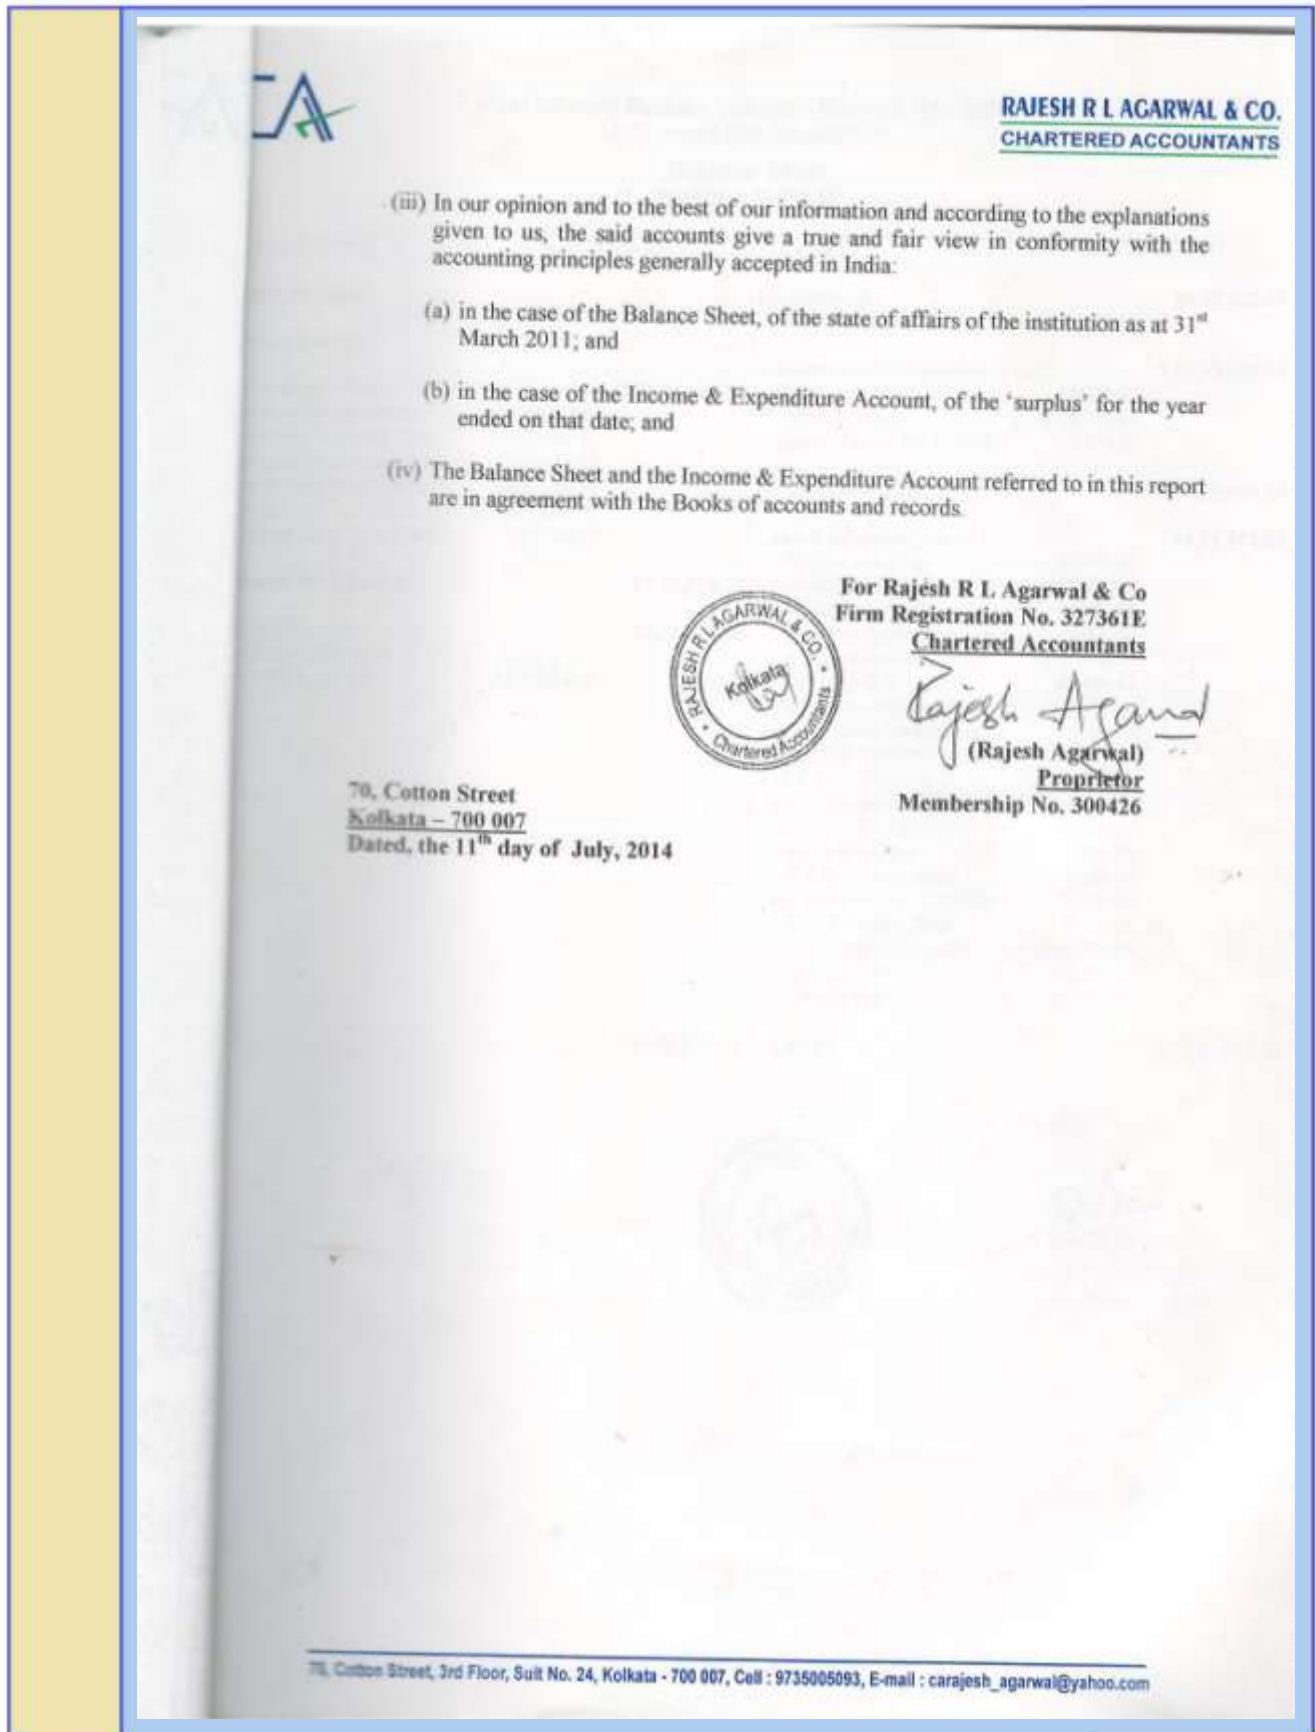 CA
RAJESH R L AGARWAL & CO.
CHARTERED ACCOUNTANTS
(iii) In our opinion and to the best of our information and according to the explanations
given to us, the said accounts give a true and fair view in conformity with the
accounting principles generally accepted in India:
(a) in the case of the Balance Sheet, of the state of affairs of the institution as at 31st
March 2011; and
(b) in the case of the Income & Expenditure Account, of the 'surplus' for the year
ended on that date; and
(iv) The Balance Sheet and the Income & Expenditure Account referred to in this report
are in agreement with the Books of accounts and records.
For Rajesh R L Agarwal & Co
Firm Registration No. 327361E
Chartered Accountants
RAJESH R L AGARWAL & CO.
Kolkata
Chartered Accountants
Rajesh Agarwal
(Rajesh Agarwal)
Proprietor
Membership No. 300426
70, Cotton Street
Kolkata – 700 007
Dated, the 11th day of July, 2014
70, Cotton Street, 3rd Floor, Suit No. 24, Kolkata - 700 007, Cell : 9735005093, E-mail : carajesh_agarwal@yahoo.com